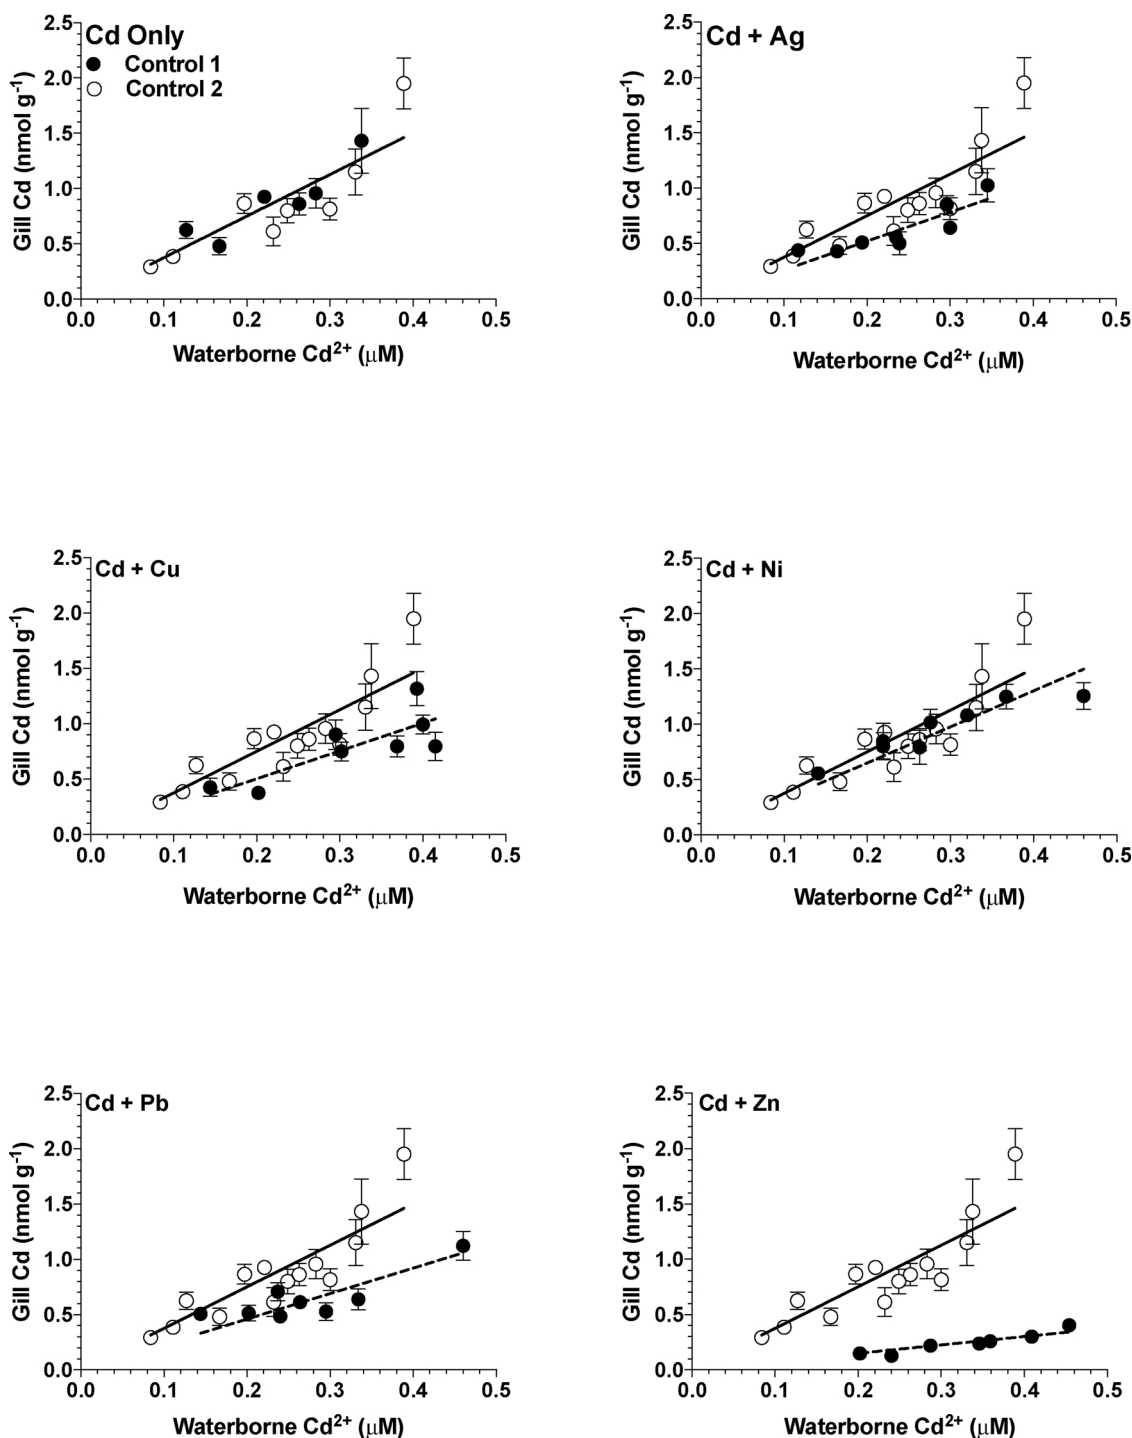 Cd Only
Control 1
Control 2
Gill Cd (nmol g⁻¹)
2.5
2.0
1.5
1.0
0.5
0.0
0.0 0.1 0.2 0.3 0.4 0.5
Waterborne Cd²⁺ (μM)
Cd + Ag
Gill Cd (nmol g⁻¹)
2.5
2.0
1.5
1.0
0.5
0.0
0.0 0.1 0.2 0.3 0.4 0.5
Waterborne Cd²⁺ (μM)
Cd + Cu
Gill Cd (nmol g⁻¹)
2.5
2.0
1.5
1.0
0.5
0.0
0.0 0.1 0.2 0.3 0.4 0.5
Waterborne Cd²⁺ (μM)
Cd + Ni
Gill Cd (nmol g⁻¹)
2.5
2.0
1.5
1.0
0.5
0.0
0.0 0.1 0.2 0.3 0.4 0.5
Waterborne Cd²⁺ (μM)
Cd + Pb
Gill Cd (nmol g⁻¹)
2.5
2.0
1.5
1.0
0.5
0.0
0.0 0.1 0.2 0.3 0.4 0.5
Waterborne Cd²⁺ (μM)
Cd + Zn
Gill Cd (nmol g⁻¹)
2.5
2.0
1.5
1.0
0.5
0.0
0.0 0.1 0.2 0.3 0.4 0.5
Waterborne Cd²⁺ (μM)